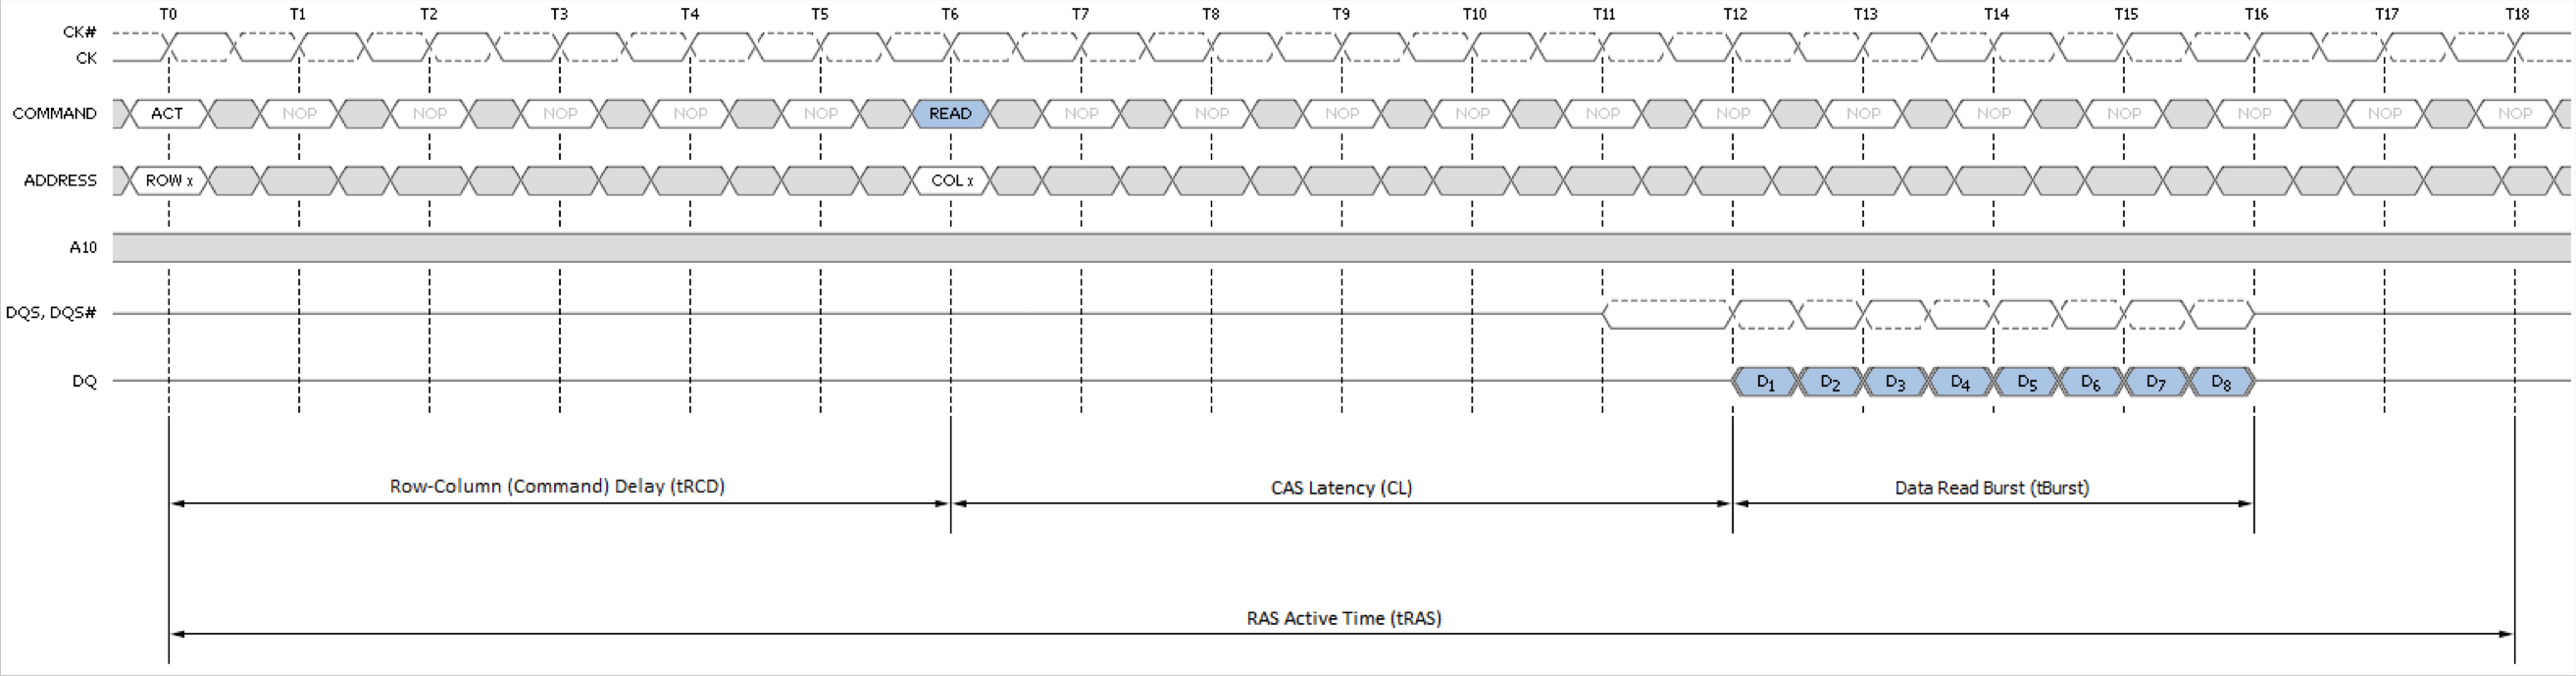 T0 T1 T2 T3 T4 T5 T6 T7 T8 T9 T10 T11 T12 T13 T14 T15 T16 T17 T18
CK#
CK
COMMAND ACT NOP NOP NOP NOP NOP READ NOP NOP NOP NOP NOP NOP NOP NOP NOP NOP NOP NOP
ADDRESS ROW x COL x
A10
DQS, DQS#
DQ D1 D2 D3 D4 D5 D6 D7 D8
Row-Column (Command) Delay (tRCD) CAS Latency (CL) Data Read Burst (tBurst)
RAS Active Time (tRAS)